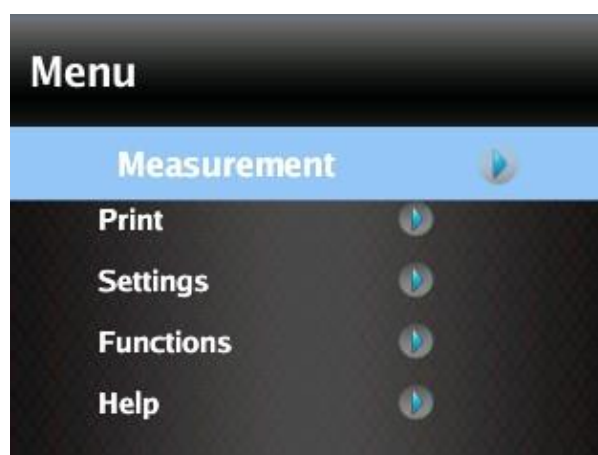 Menu
Measurement
Print
Settings
Functions
Help